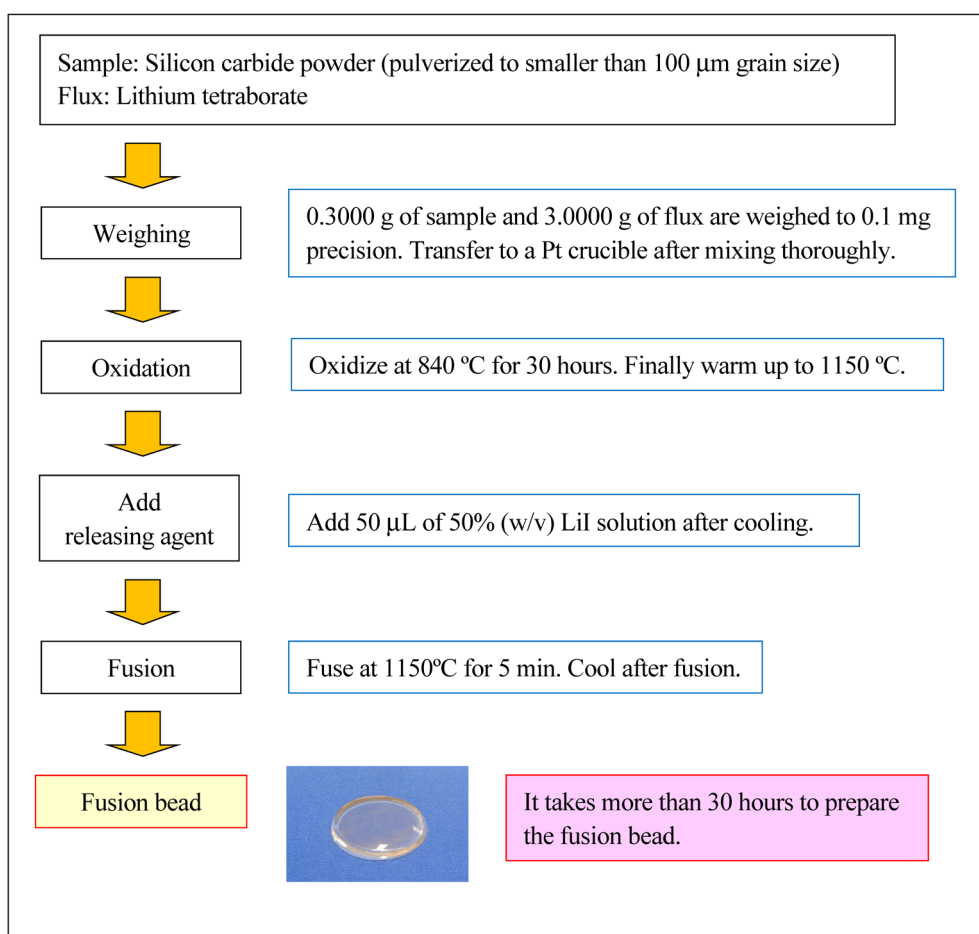 Sample: Silicon carbide powder (pulverized to smaller than 100 μm grain size)
Flux: Lithium tetraborate
Weighing
0.3000 g of sample and 3.0000 g of flux are weighed to 0.1 mg
precision. Transfer to a Pt crucible after mixing thoroughly.
Oxidation
Oxidize at 840 ºC for 30 hours. Finally warm up to 1150 ºC.
Add
releasing agent
Add 50 μL of 50% (w/v) LiI solution after cooling.
Fusion
Fuse at 1150ºC for 5 min. Cool after fusion.
Fusion bead
It takes more than 30 hours to prepare
the fusion bead.